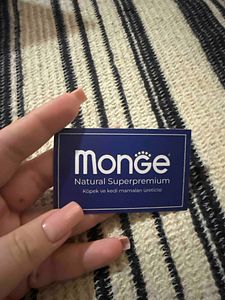 monge
Natural Superpremium
Köpek ve kedi mamaları üreticisi